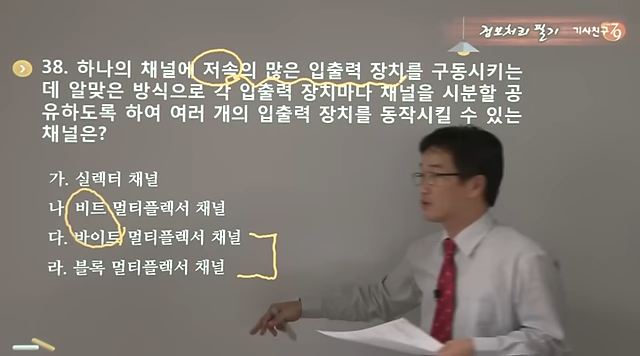 정보처리 필기 기사친구
38. 하나의 채널에 저속의 많은 입출력 장치를 구동시키는
데 알맞은 방식으로 각 입출력 장치마다 채널을 시분할 공
유하도록 하여 여러 개의 입출력 장치를 동작시킬 수 있는
채널은?
가. 실렉터 채널
나. 비트 멀티플렉서 채널
다. 바이트 멀티플렉서 채널
라. 블록 멀티플렉서 채널